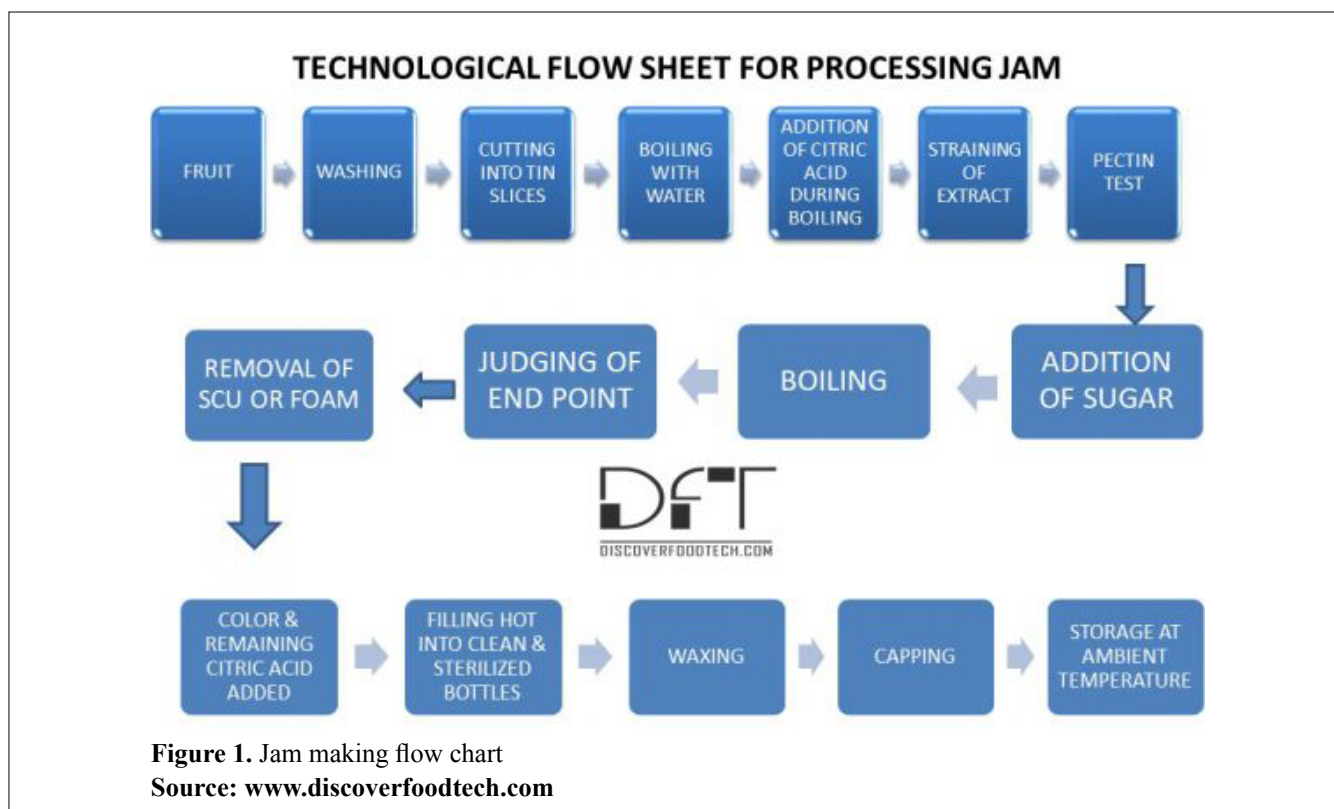 TECHNOLOGICAL FLOW SHEET FOR PROCESSING JAM
FRUIT
WASHING
CUTTING
INTO TIN
SLICES
BOILING
WITH
WATER
ADDITION
OF CITRIC
ACID
DURING
BOILING
STRAINING
OF
EXTRACT
PECTIN
TEST
ADDITION
OF SUGAR
BOILING
JUDGING OF
END POINT
REMOVAL OF
SCU OR FOAM
DFT
DISCOVERFOODTECH.COM
COLOR &
REMAINING
CITRIC ACID
ADDED
FILLING HOT
INTO CLEAN &
STERILIZED
BOTTLES
WAXING
CAPPING
STORAGE AT
AMBIENT
TEMPERATURE
Figure 1. Jam making flow chart
Source: www.discoverfoodtech.com